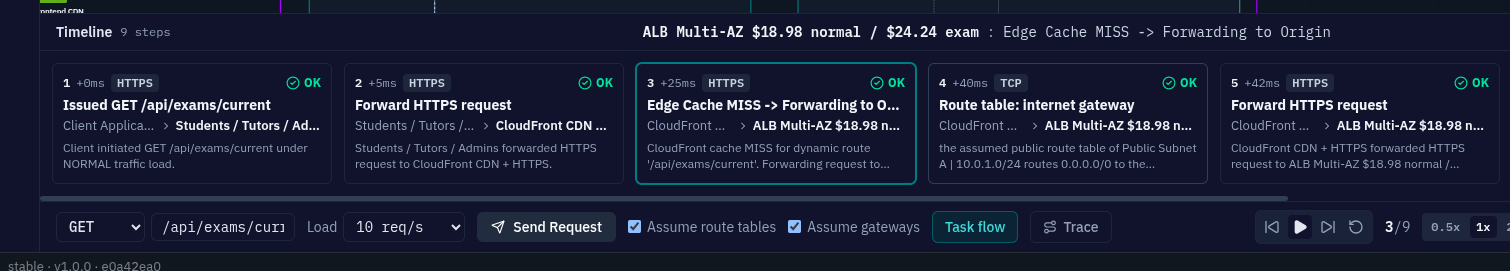 ontend CDN
Timeline 9 steps
ALB Multi-AZ $18.98 normal / $24.24 exam : Edge Cache MISS -> Forwarding to Origin
1 +0ms HTTPS OK
Issued GET /api/exams/current
Client Applica... > Students / Tutors / Ad...
Client initiated GET /api/exams/current under
NORMAL traffic load.
2 +5ms HTTPS OK
Forward HTTPS request
Students / Tutors /... > CloudFront CDN ...
Students / Tutors / Admins forwarded HTTPS
request to CloudFront CDN + HTTPS.
3 +25ms HTTPS OK
Edge Cache MISS -> Forwarding to O...
CloudFront ... > ALB Multi-AZ $18.98 n...
CloudFront cache MISS for dynamic route
'/api/exams/current'. Forwarding request to...
4 +40ms TCP OK
Route table: internet gateway
CloudFront ... > ALB Multi-AZ $18.98 n...
the assumed public route table of Public Subnet
A | 10.0.1.0/24 routes 0.0.0.0/0 to the...
5 +42ms HTTPS OK
Forward HTTPS request
CloudFront ... > ALB Multi-AZ $18.98 n...
CloudFront CDN + HTTPS forwarded HTTPS
request to ALB Multi-AZ $18.98 normal /...
GET /api/exams/curr Load 10 req/s Send Request Assume route tables Assume gateways Task flow Trace 3/9 0.5x 1x 2
stable · v1.0.0 · e0a42ea0